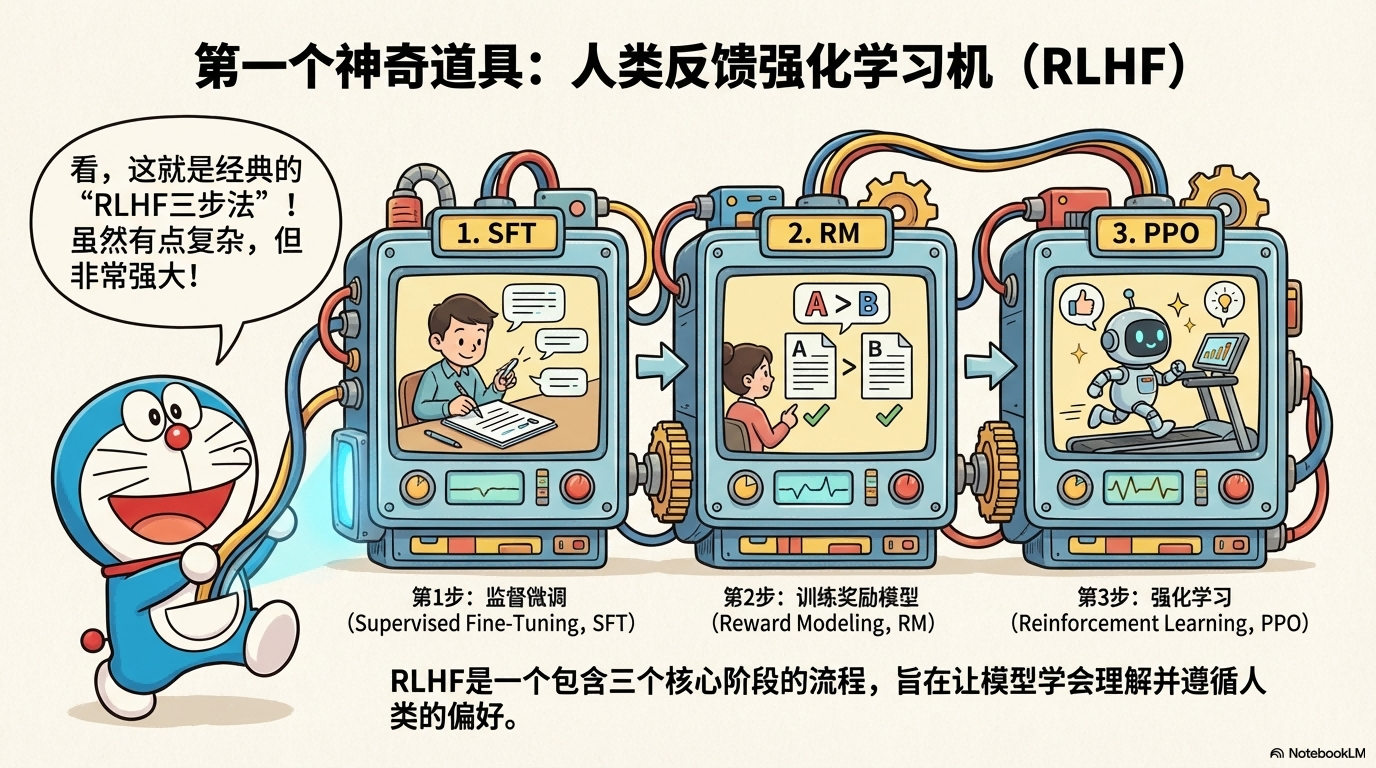 第一个神奇道具：人类反馈强化学习机（RLHF）
看，这就是经典的
“RLHF三步法”！
虽然有点复杂，但
非常强大！
1. SFT
2. RM
3. PPO
A > B
A > B
第1步：监督微调
（Supervised Fine-Tuning, SFT）
第2步：训练奖励模型
（Reward Modeling, RM）
第3步：强化学习
（Reinforcement Learning, PPO）
RLHF是一个包含三个核心阶段的流程，旨在让模型学会理解并遵循人
类的偏好。
NotebookLM